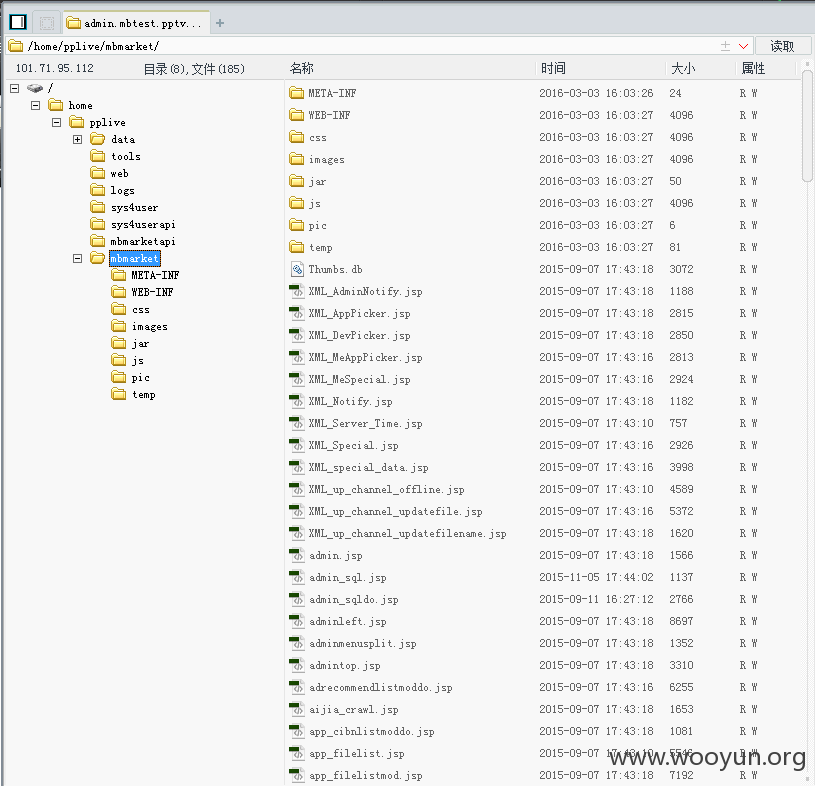 admin.mbtest.pptv...
/home/pplive/mbmarket/ 读取
101.71.95.112 目录(8),文件(185)
/
home
pplive
data
tools
web
logs
sys4user
sys4userapi
mbmarketapi
mbmarket
META-INF
WEB-INF
css
images
jar
js
pic
temp
名称 时间 大小 属性
META-INF 2016-03-03 16:03:26 24 R W
WEB-INF 2016-03-03 16:03:27 4096 R W
css 2016-03-03 16:03:27 4096 R W
images 2016-03-03 16:03:27 4096 R W
jar 2016-03-03 16:03:27 50 R W
js 2016-03-03 16:03:27 4096 R W
pic 2016-03-03 16:03:27 6 R W
temp 2016-03-03 16:03:27 81 R W
Thumbs.db 2015-09-07 17:43:18 3072 R W
XML_AdminNotify.jsp 2015-09-07 17:43:18 1188 R W
XML_AppPicker.jsp 2015-09-07 17:43:18 2815 R W
XML_DevPicker.jsp 2015-09-07 17:43:18 2850 R W
XML_MeAppPicker.jsp 2015-09-07 17:43:16 2813 R W
XML_MeSpecial.jsp 2015-09-07 17:43:16 2924 R W
XML_Notify.jsp 2015-09-07 17:43:18 1182 R W
XML_Server_Time.jsp 2015-09-07 17:43:10 757 R W
XML_Special.jsp 2015-09-07 17:43:16 2926 R W
XML_special_data.jsp 2015-09-07 17:43:16 3998 R W
XML_up_channel_offline.jsp 2015-09-07 17:43:10 4589 R W
XML_up_channel_updatefile.jsp 2015-09-07 17:43:16 5372 R W
XML_up_channel_updatefilename.jsp 2015-09-07 17:43:18 1620 R W
admin.jsp 2015-09-07 17:43:18 1566 R W
admin_sql.jsp 2015-11-05 17:44:02 1137 R W
admin_sqldo.jsp 2015-09-11 16:27:12 2766 R W
adminleft.jsp 2015-09-07 17:43:18 8697 R W
adminmenusplit.jsp 2015-09-07 17:43:18 1352 R W
admintop.jsp 2015-09-07 17:43:18 3310 R W
adrecommendlistmoddo.jsp 2015-09-07 17:43:16 6255 R W
aijia_crawl.jsp 2015-09-07 17:43:18 1653 R W
app_cibnlistmoddo.jsp 2015-09-07 17:43:18 1081 R W
app_filelist.jsp 2015-09-07 17:43:10 5546 R W
app_filelistmod.jsp 2015-09-07 17:43:18 7192 R W
www.wooyun.org